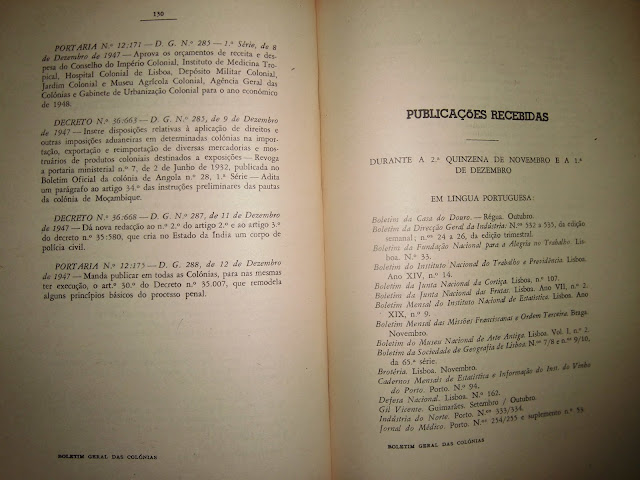 130
PORTARIA N.º 12:171 — D. G. N.º 285 — 1.ª Série, de 8
de Dezembro de 1947 — Aprova os orçamentos de receita e des-
pesa do Conselho do Império Colonial, Instituto de Medicina Tro-
pical, Hospital Colonial de Lisboa, Depósito Militar Colonial,
Jardim Colonial e Museu Agrícola Colonial, Agência Geral das
Colónias e Gabinete de Urbanização Colonial para o ano económico
de 1948.
DECRETO N.º 36:663 — D. G. N.º 285, de 9 de Dezembro
de 1947 — Insere disposições relativas à aplicação de direitos e
outras imposições aduaneiras em determinadas colónias na impor-
tação, exportação e reimportação de diversas mercadorias e mos-
truários de produtos coloniais destinados a exposições — Revoga
a portaria ministerial n.º 7, de 2 de Junho de 1932, publicada no
Boletim Oficial da colónia de Angola n.º 28, 1.ª Série — Adita
um parágrafo ao artigo 34.º das instruções preliminares das pautas
da colónia de Moçambique.
DECRETO N.º 36:668 — D. G. N.º 287, de 11 de Dezembro
de 1947 — Dá nova redacção ao n.º 2.º do artigo 2.º e ao artigo 3.º
do decreto n.º 35:580, que cria no Estado da Índia um corpo de
polícia civil.
PORTARIA N.º 12:175 — D. G. 288, de 12 de Dezembro
de 1947 — Manda publicar em todas as Colónias, para nas mesmas
ter execução, o art.º 30.º do Decreto n.º 35.007, que remodela
alguns princípios básicos do processo penal.
BOLETIM GERAL DAS COLÓNIAS
PUBLICAÇÕES RECEBIDAS
DURANTE A 2.ª QUINZENA DE NOVEMBRO E A 1.ª
DE DEZEMBRO
EM LINGUA PORTUGUESA:
Boletim da Casa do Douro. — Régua. Outubro.
Boletim da Direcção Geral da Indústria: N.ºs 532 a 535, da edição
semanal; n.ºs 24 a 26, da edição trimestral.
Boletim da Fundação Nacional para a Alegria no Trabalho. Lis-
boa. N.º 33.
Boletim do Instituto Nacional do Trabalho e Previdência. Lisboa.
Ano XIV, n.º 14.
Boletim da Junta Nacional da Cortiça. Lisboa. n.º 107.
Boletim da Junta Nacional das Frutas. Lisboa. Ano VII, n.º 2.
Boletim Mensal do Instituto Nacional de Estatística. Lisboa. Ano
XIX, n.º 9.
Boletim Mensal das Missões Franciscanas e Ordem Terceira. Braga.
Novembro.
Boletim do Museu Nacional de Arte Antiga. Lisboa. Vol. I, n.º 2.
Boletim da Sociedade de Geografia de Lisboa. N.ºs 7/8 e n.ºs 9/10,
da 65.ª série.
Brotéria. Lisboa. Novembro.
Cadernos Mensais de Estatística e Informação do Inst. do Vinho
do Porto. Porto. N.º 94.
Defesa Nacional. Lisboa. N.º 162.
Gil Vicente. Guimarães. Setembro / Outubro.
Indústria do Norte. Porto. N.ºs 333/334.
Jornal do Médico. Porto. N.ºs 254/255 e suplemento n.º 59.
BOLETIM GERAL DAS COLÓNIAS